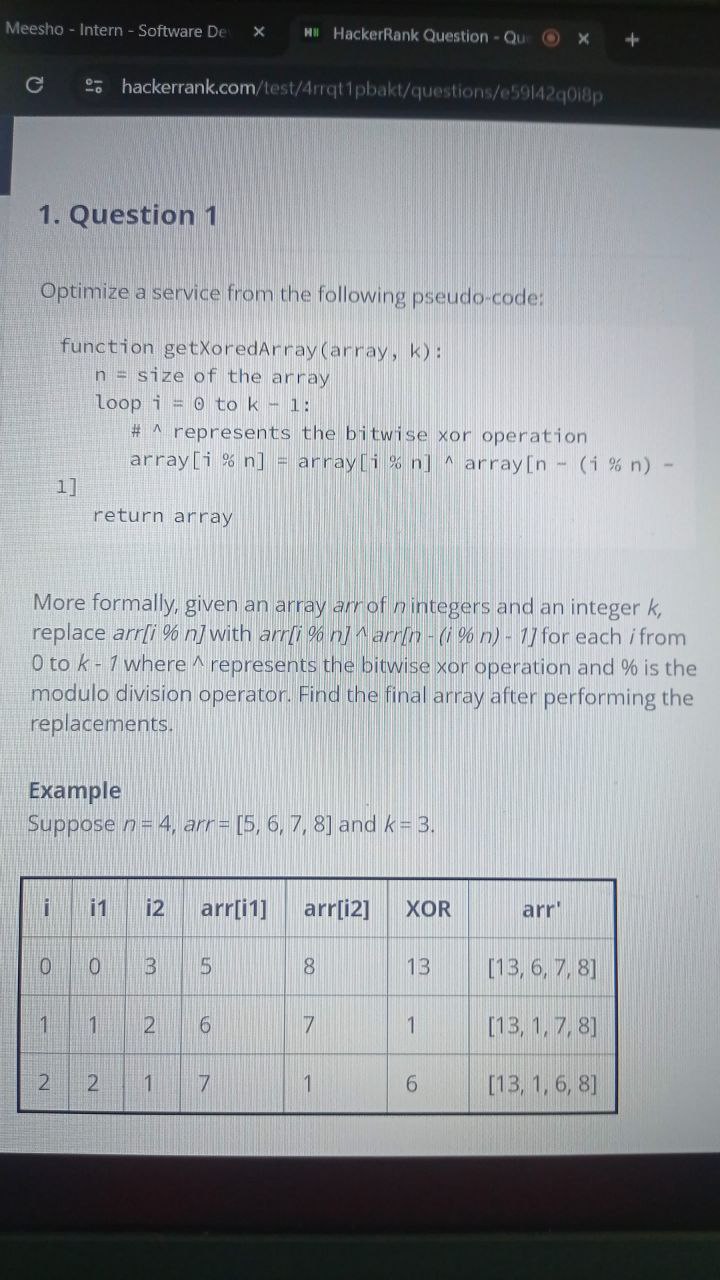 Meesho - Intern - Software De
HackerRank Question - Qu
hackerrank.com/test/4rrqt1pbakt/questions/e59l42q0i8p
1. Question 1
Optimize a service from the following pseudo-code:
function getXoredArray(array, k):
n = size of the array
loop i = 0 to k - 1:
# ^ represents the bitwise xor operation
array[i % n] = array[i % n] ^ array[n - (i % n) -
1]
return array
More formally, given an array arr of n integers and an integer k,
replace arr[i % n] with arr[i % n] ^ arr[n - (i % n) - 1] for each i from
0 to k - 1 where ^ represents the bitwise xor operation and % is the
modulo division operator. Find the final array after performing the
replacements.
Example
Suppose n = 4, arr = [5, 6, 7, 8] and k = 3.
i i1 i2 arr[i1] arr[i2] XOR arr'
0 0 3 5 8 13 [13, 6, 7, 8]
1 1 2 6 7 1 [13, 1, 7, 8]
2 2 1 7 1 6 [13, 1, 6, 8]